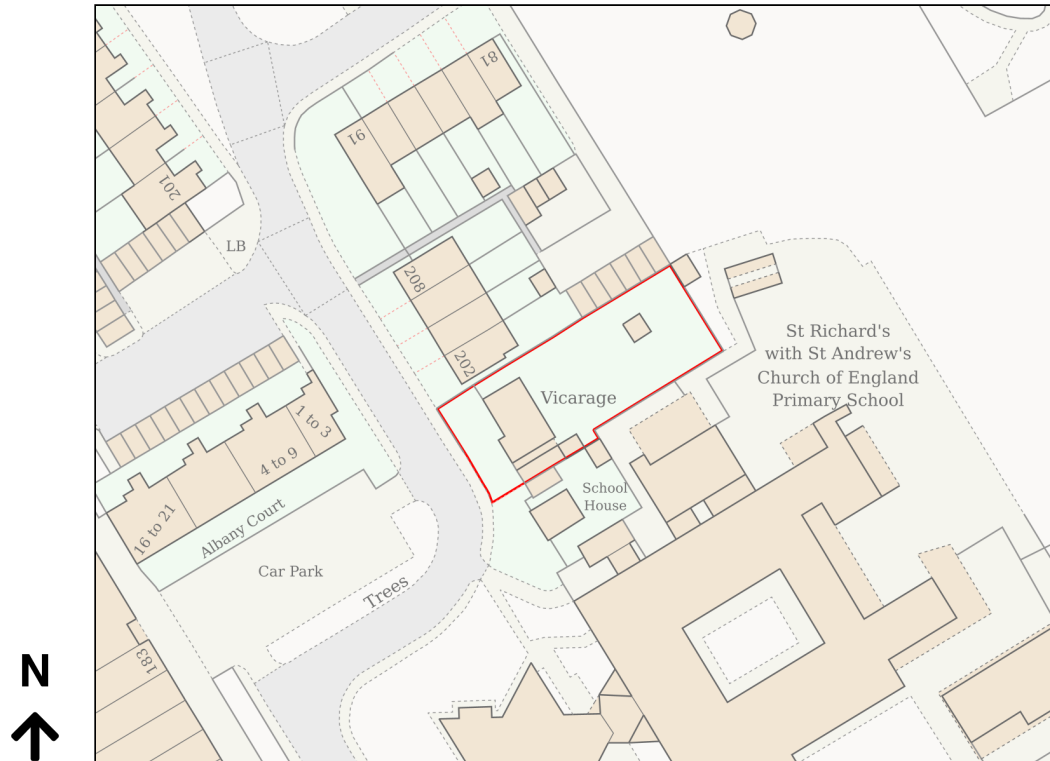 81
91
201
LB
208
202
St Richard's
with St Andrew's
Church of England
Primary School
Vicarage
1 to 3
4 to 9
16 to 21
Albany Court
School
House
Car Park
Trees
183
N